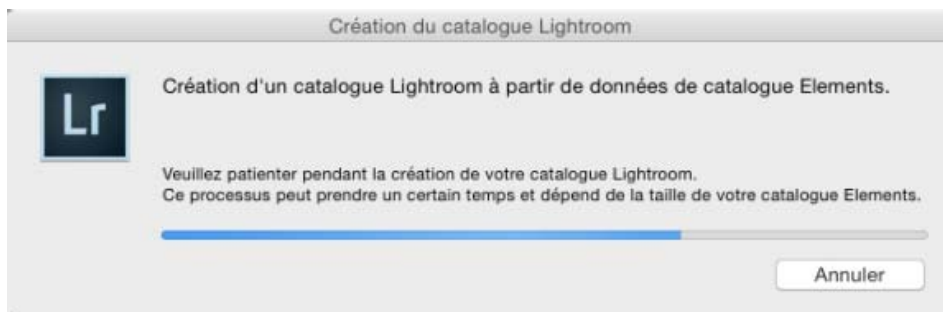 Création du catalogue Lightroom
Lr
Création d'un catalogue Lightroom à partir de données de catalogue Elements.
Veuillez patienter pendant la création de votre catalogue Lightroom.
Ce processus peut prendre un certain temps et dépend de la taille de votre catalogue Elements.
Annuler